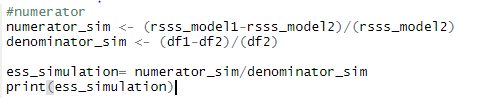 #numerator
numerator_sim <- (rsss_model1-rsss_model2)/(rsss_model2)
denominator_sim <- (df1-df2)/(df2)
ess_simulation= numerator_sim/denominator_sim
print(ess_simulation)